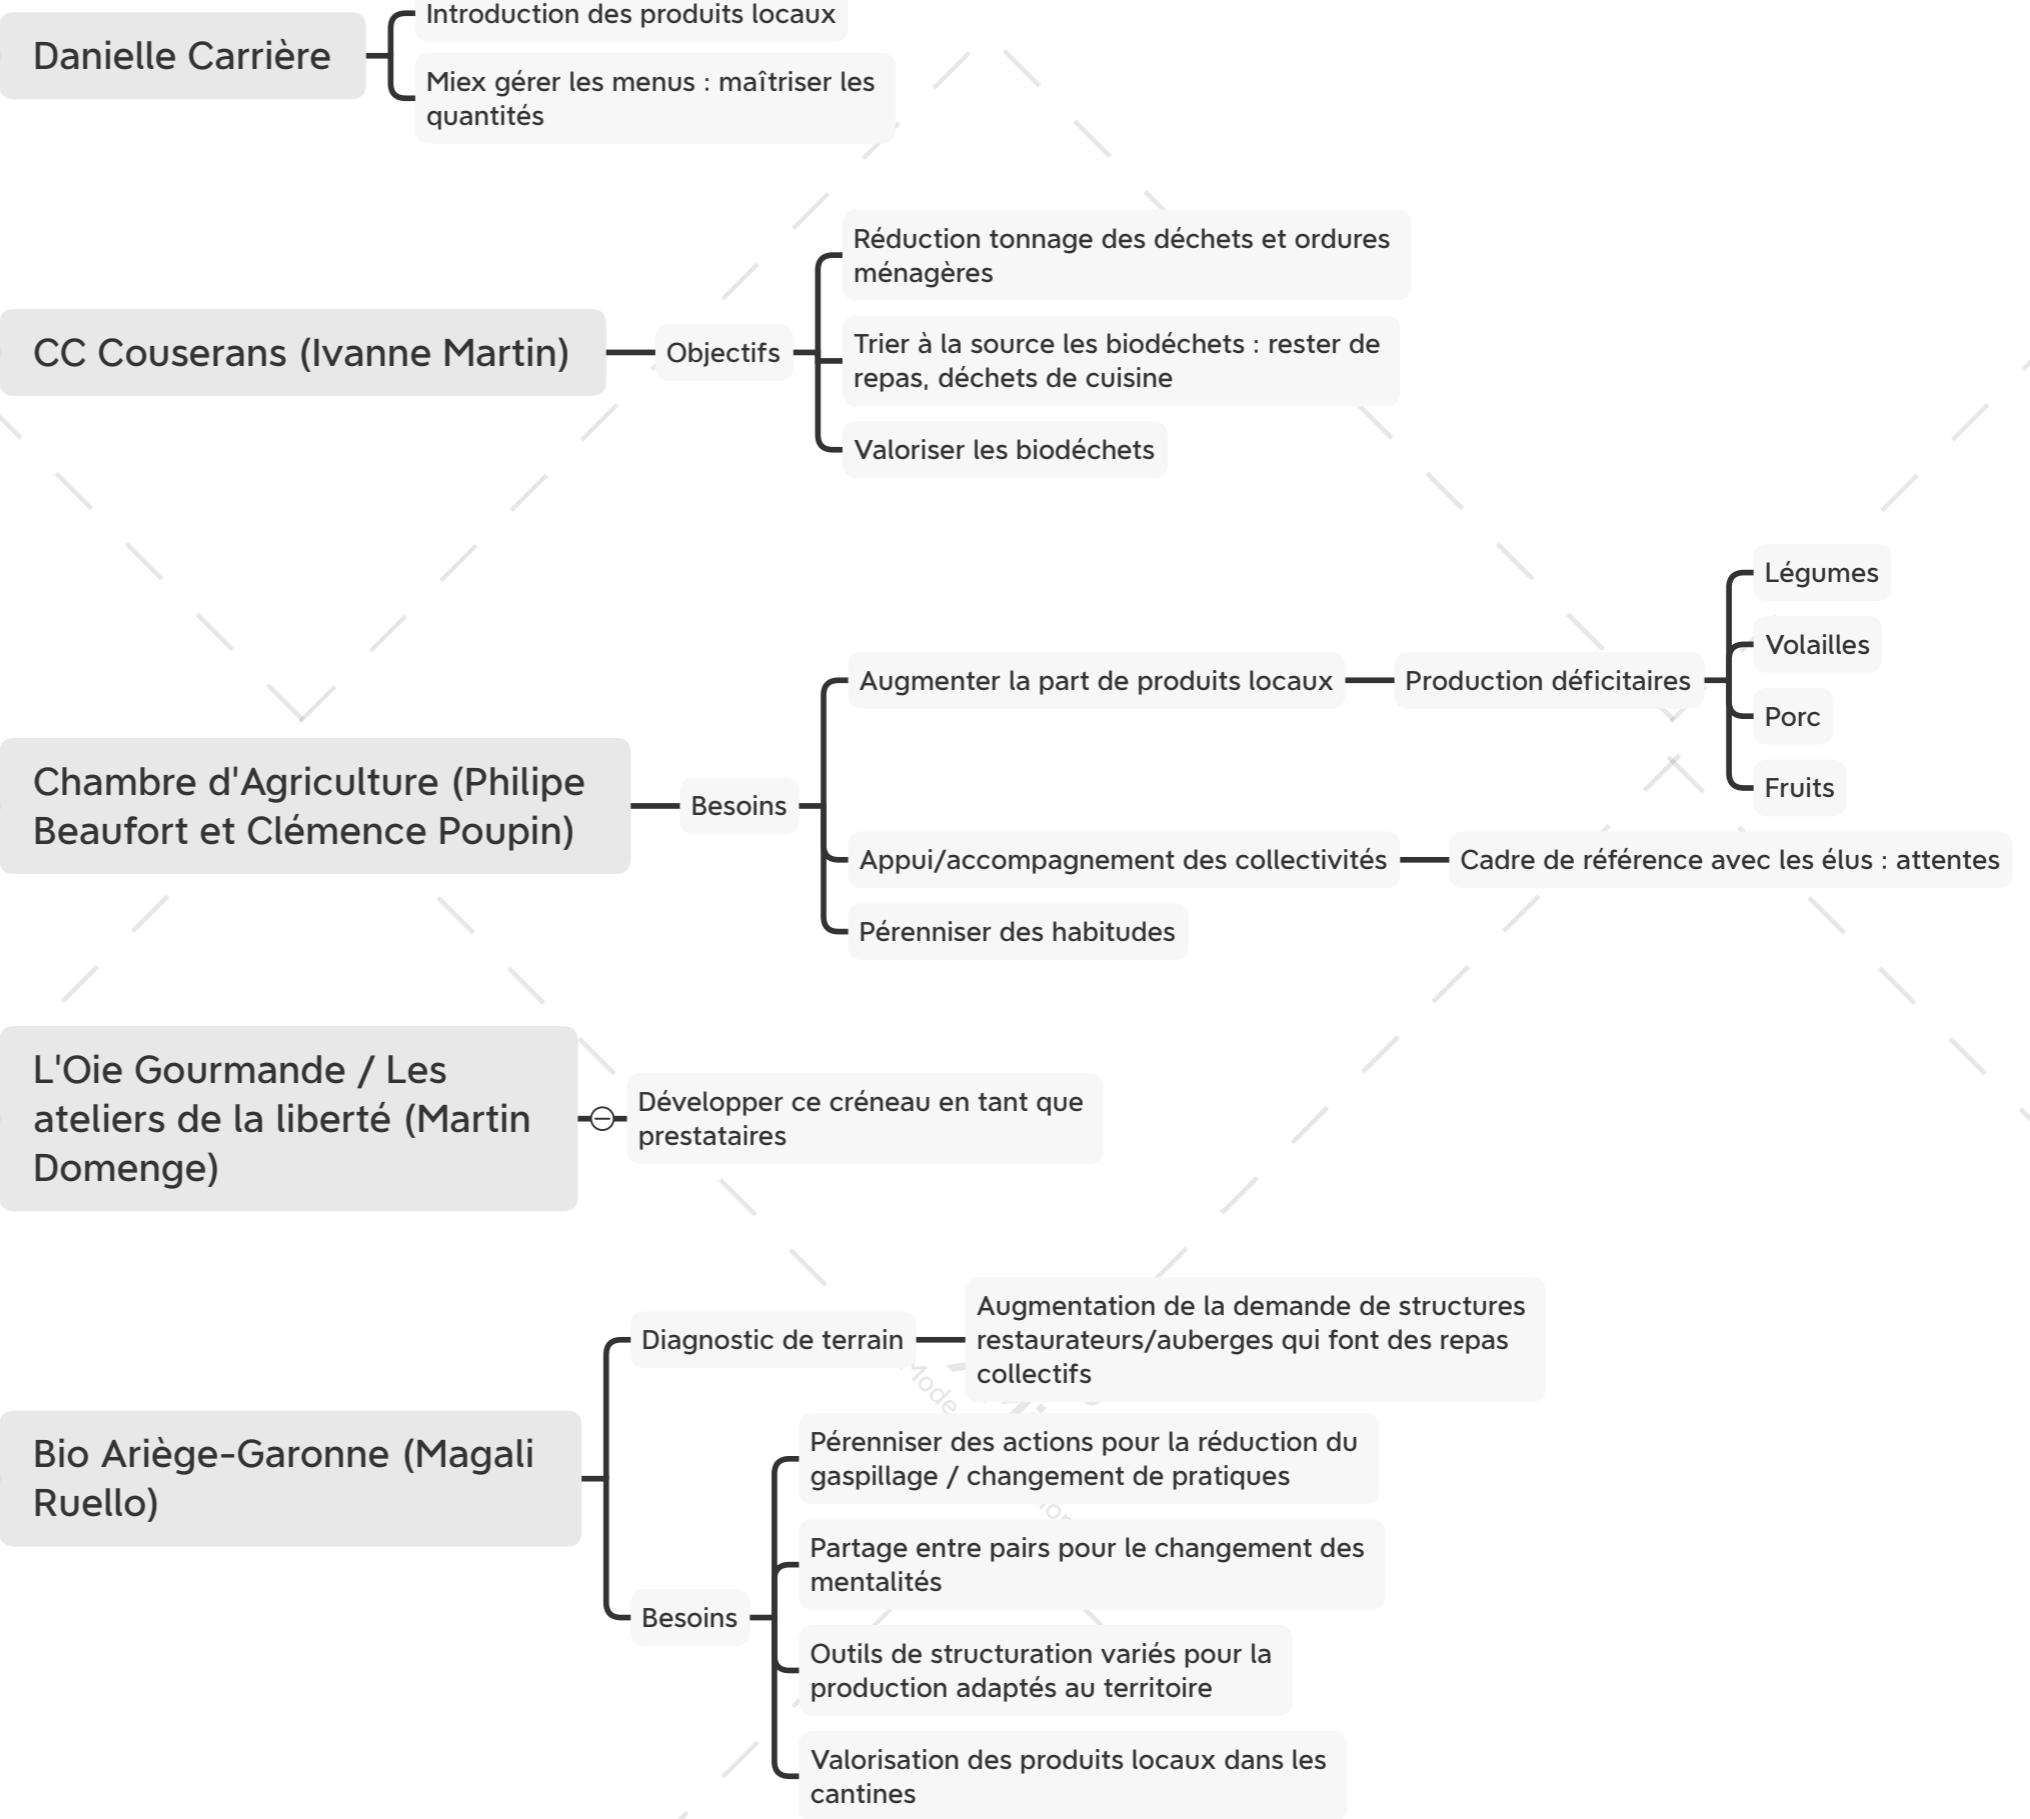 Introduction des produits locaux
Danielle Carrière
Miex gérer les menus : maîtriser les
quantités
Réduction tonnage des déchets et ordures
ménagères
CC Couserans (Ivanne Martin)
Objectifs
Trier à la source les biodéchets : rester de
repas, déchets de cuisine
Valoriser les biodéchets
Légumes
Volailles
Augmenter la part de produits locaux
Production déficitaires
Porc
Fruits
Chambre d'Agriculture (Philipe
Beaufort et Clémence Poupin)
Besoins
Appui/accompagnement des collectivités
Cadre de référence avec les élus : attentes
Pérenniser des habitudes
L'Oie Gourmande / Les
ateliers de la liberté (Martin
Domenge)
Développer ce créneau en tant que
prestataires
Diagnostic de terrain
Augmentation de la demande de structures
restaurateurs/auberges qui font des repas
collectifs
Mode
Bio Ariège-Garonne (Magali
Ruello)
Pérenniser des actions pour la réduction du
gaspillage / changement de pratiques
Partage entre pairs pour le changement des
mentalités
Besoins
Outils de structuration variés pour la
production adaptés au territoire
Valorisation des produits locaux dans les
cantines